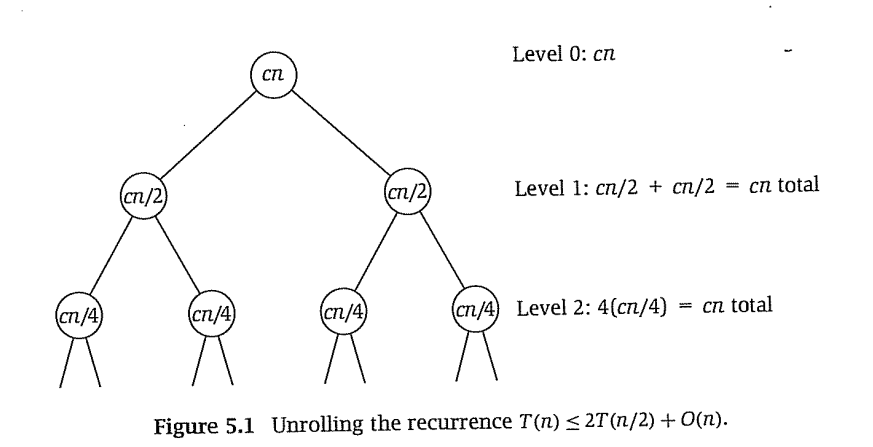 cn
Level 0: cn
cn/2
cn/2
Level 1: cn/2 + cn/2 = cn total
cn/4
cn/4
cn/4
cn/4
Level 2: 4(cn/4) = cn total
Figure 5.1 Unrolling the recurrence T(n) ≤ 2T(n/2) + O(n).